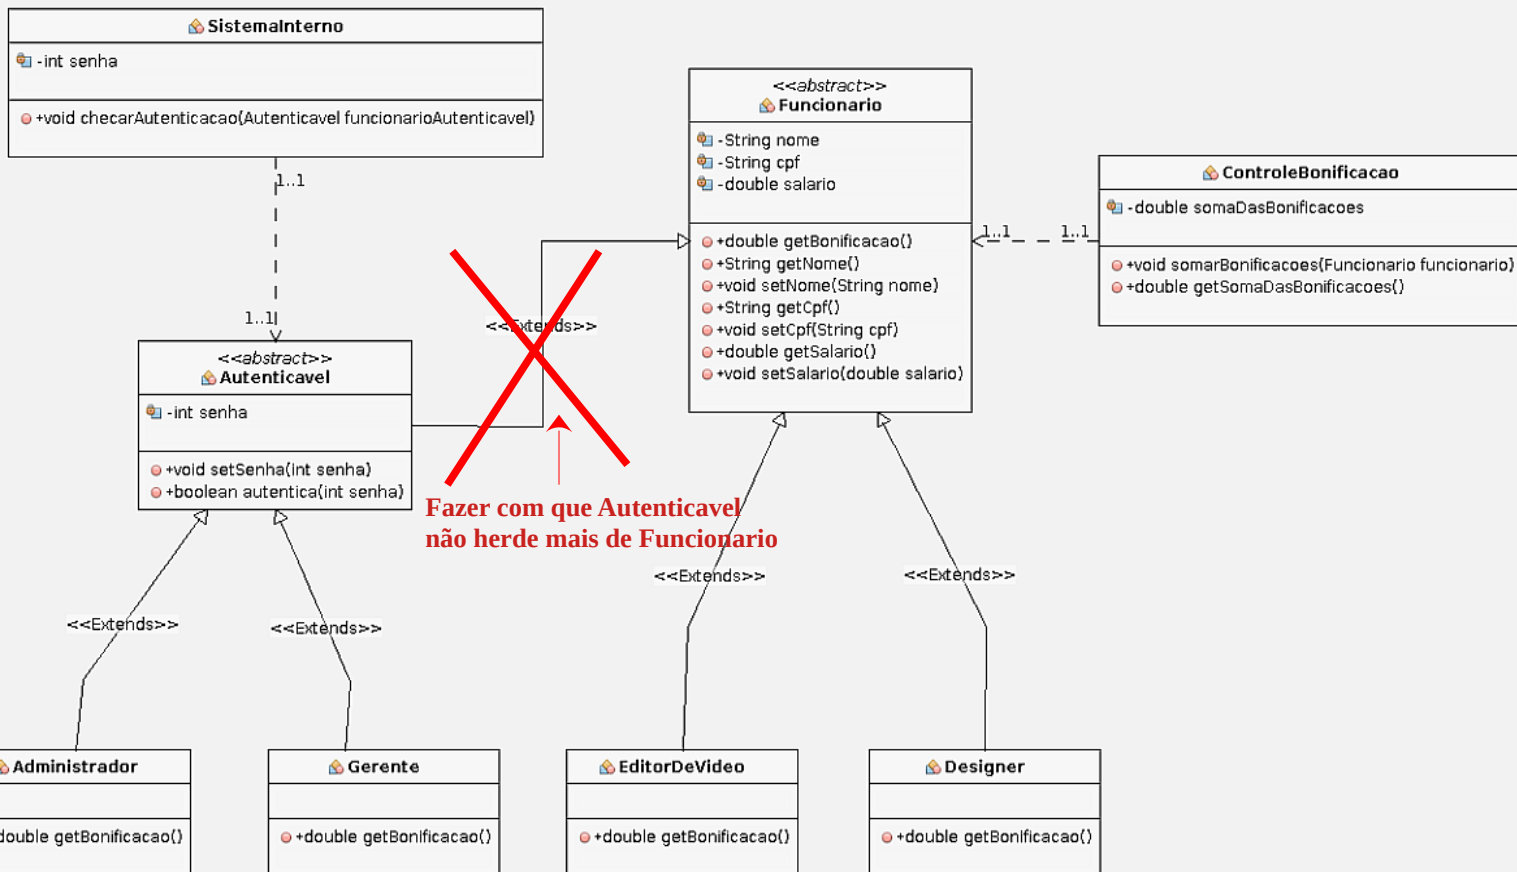 SistemaInterno
-int senha
+void checarAutenticacao(Autenticavel funcionarioAutenticavel)
1..1
1..1
<<abstract>>
Autenticavel
-int senha
+void setSenha(int senha)
+boolean autentica(int senha)
<<Extends>>
Fazer com que Autenticavel
não herde mais de Funcionario
<<abstract>>
Funcionario
-String nome
-String cpf
-double salario
+double getBonificacao()
+String getNome()
+void setNome(String nome)
+String getCpf()
+void setCpf(String cpf)
+double getSalario()
+void setSalario(double salario)
1..1
1..1
ControleBonificacao
-double somaDasBonificacoes
+void somarBonificacoes(Funcionario funcionario)
+double getSomaDasBonificacoes()
<<Extends>>
<<Extends>>
<<Extends>>
<<Extends>>
Administrador
double getBonificacao()
Gerente
+double getBonificacao()
EditorDeVideo
+double getBonificacao()
Designer
+double getBonificacao()